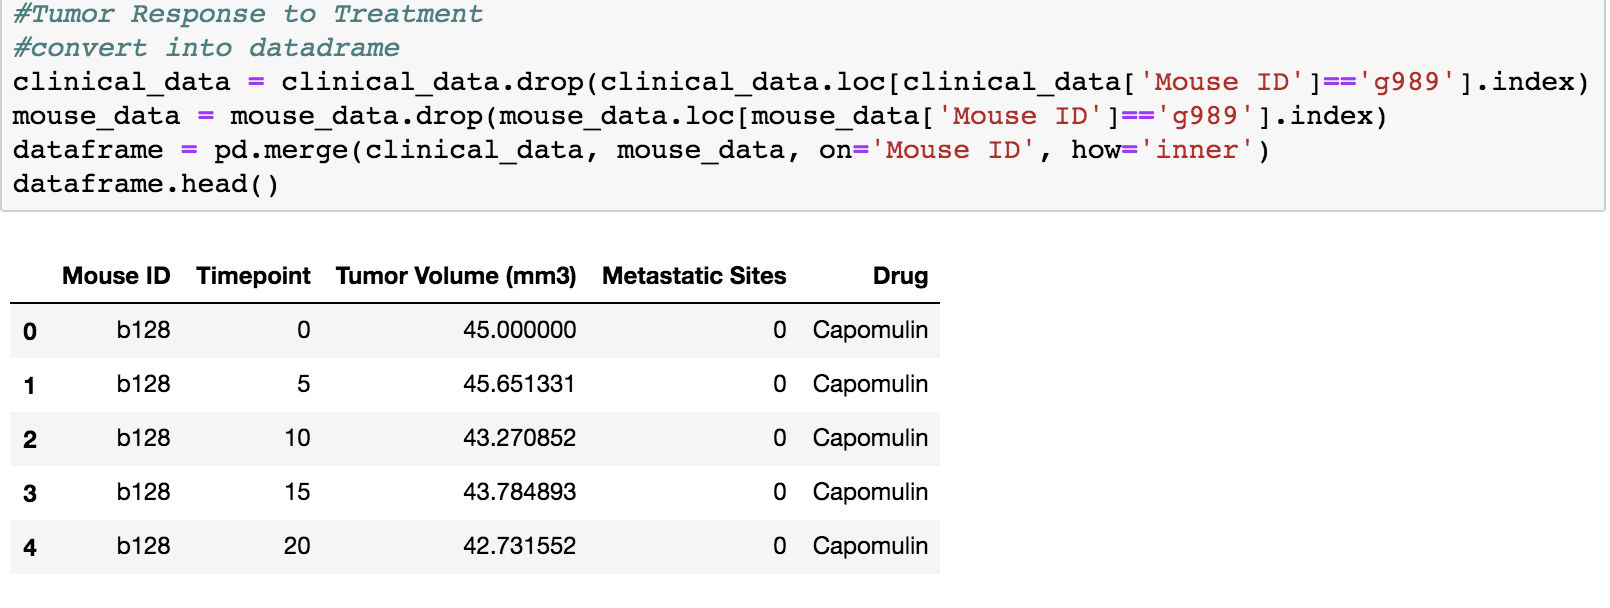 #Tumor Response to Treatment
#convert into datadrame
clinical_data = clinical_data.drop(clinical_data.loc[clinical_data['Mouse ID']=='g989'].index)
mouse_data = mouse_data.drop(mouse_data.loc[mouse_data['Mouse ID']=='g989'].index)
dataframe = pd.merge(clinical_data, mouse_data, on='Mouse ID', how='inner')
dataframe.head()
Mouse ID Timepoint Tumor Volume (mm3) Metastatic Sites Drug
0 b128 0 45.000000 0 Capomulin
1 b128 5 45.651331 0 Capomulin
2 b128 10 43.270852 0 Capomulin
3 b128 15 43.784893 0 Capomulin
4 b128 20 42.731552 0 Capomulin